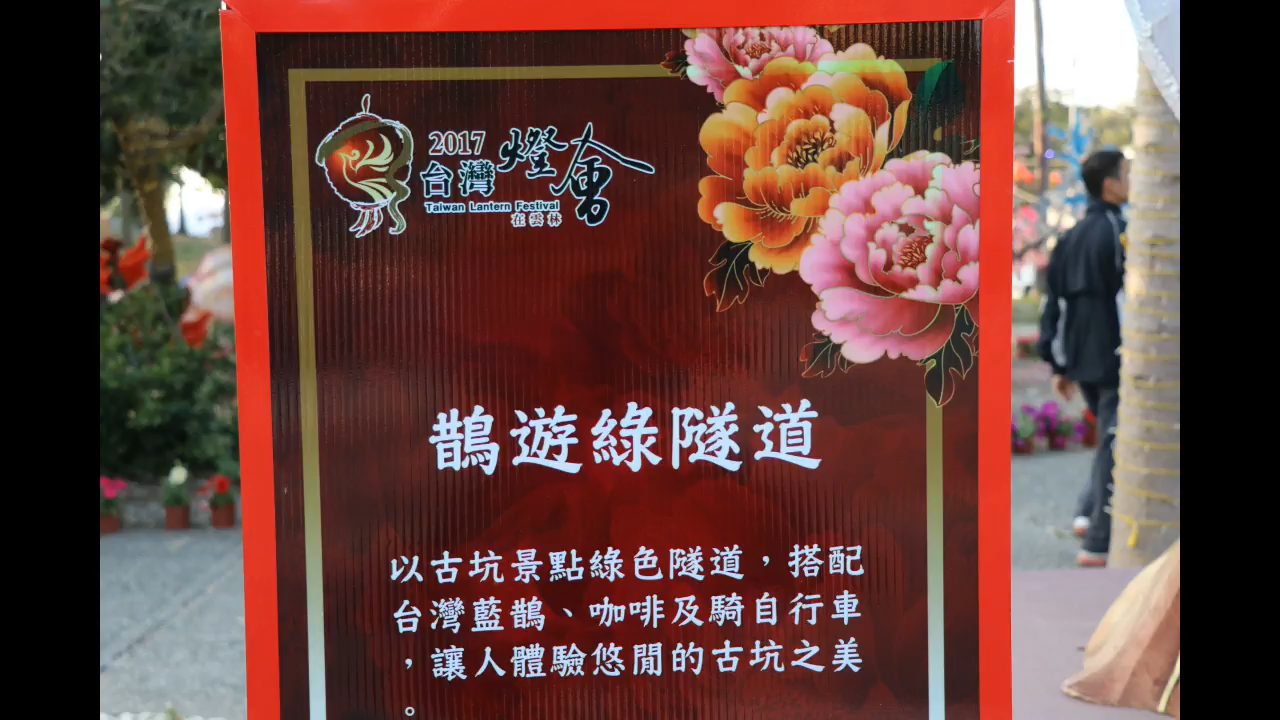 2017
台灣燈會
Taiwan Lantern Festival
在雲林
鵲遊綠隧道
以古坑景點綠色隧道，搭配
台灣藍鵲、咖啡及騎自行車
，讓人體驗悠閒的古坑之美
。